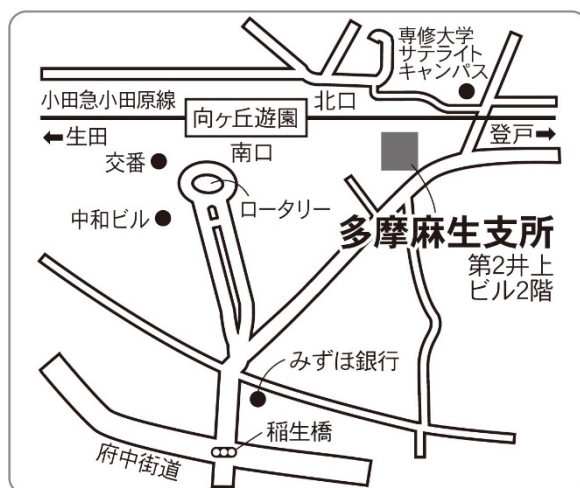 専修大学
サテライト
キャンパス
小田急小田原線
北口
向ヶ丘遊園
←生田
登戸→
南口
交番
ロータリー
中和ビル
多摩麻生支所
第2井上
ビル2階
みずほ銀行
稲生橋
府中街道